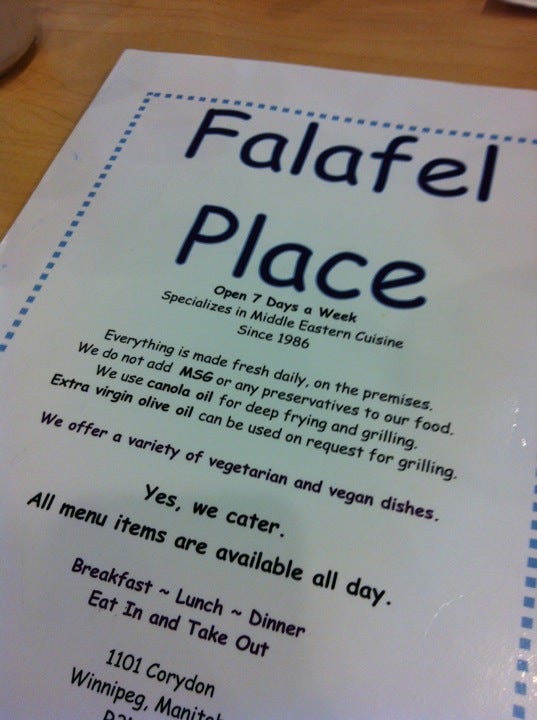 Falafel
Place
Open 7 Days a Week
Specializes in Middle Eastern Cuisine
Since 1986
Everything is made fresh daily, on the premises.
We do not add MSG or any preservatives to our food.
We use canola oil for deep frying and grilling.
Extra virgin olive oil can be used on request for grilling.
We offer a variety of vegetarian and vegan dishes.
Yes, we cater.
All menu items are available all day.
Breakfast ~ Lunch ~ Dinner
Eat In and Take Out
1101 Corydon
Winnipeg,